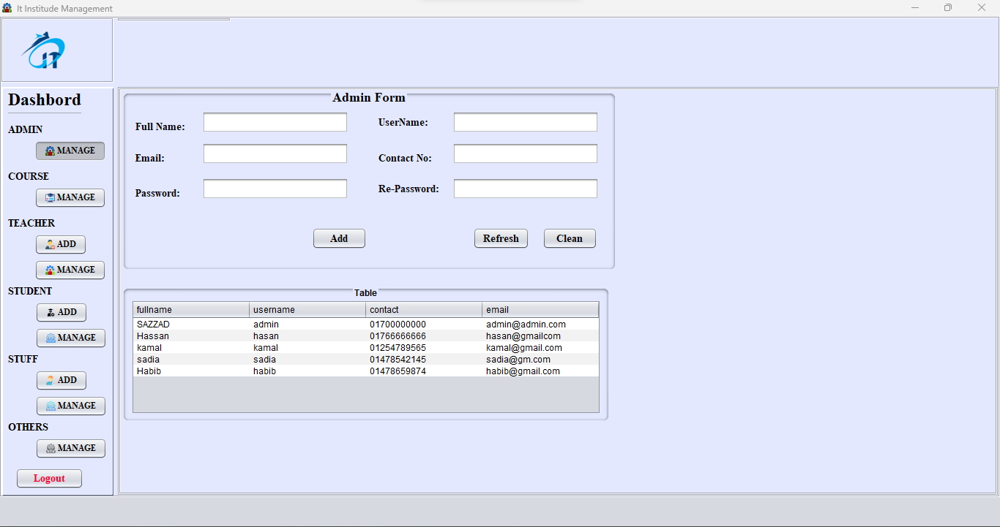 It Institude Management
IT
Dashbord
ADMIN
MANAGE
COURSE
MANAGE
TEACHER
ADD
MANAGE
STUDENT
ADD
MANAGE
STUFF
ADD
MANAGE
OTHERS
MANAGE
Logout
Admin Form
Full Name: UserName:
Email: Contact No:
Password: Re-Password:
Add Refresh Clean
Table
fullname username contact email
SAZZAD admin 01700000000 admin@admin.com
Hassan hasan 01766666666 hasan@gmailcom
kamal kamal 01254789565 kamal@gmail.com
sadia sadia 01478542145 sadia@gm.com
Habib habib 01478659874 habib@gmail.com